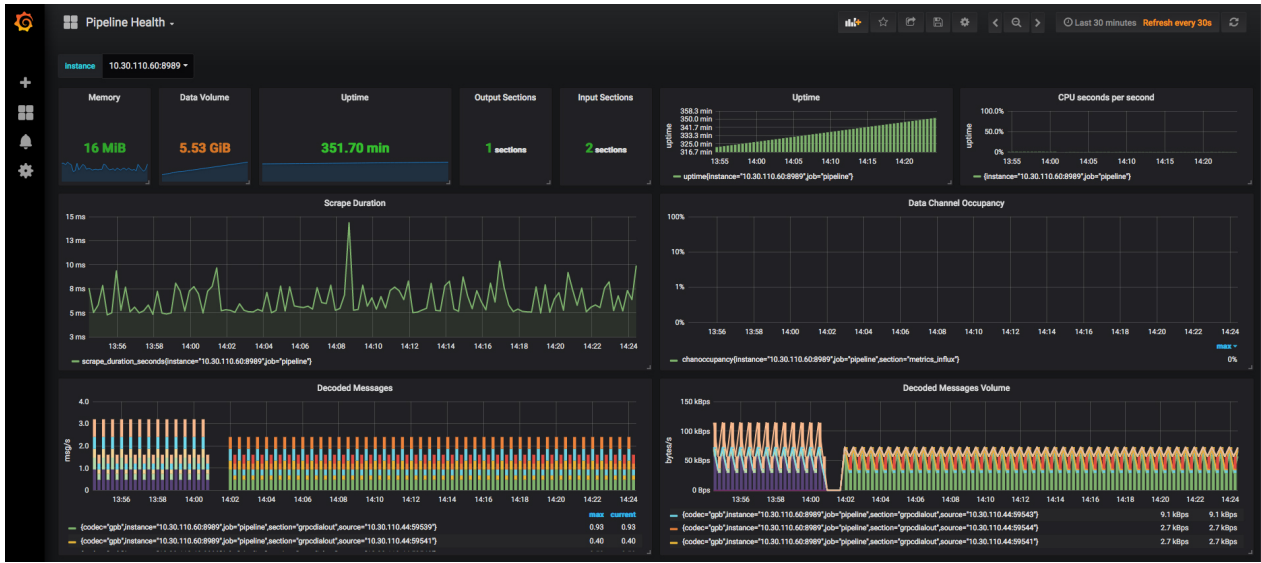 Pipeline Health
Last 30 minutes Refresh every 30s
instance 10.30.110.60:8989
Memory
16 MiB
Data Volume
5.53 GiB
Uptime
351.70 min
Output Sections
1 sections
Input Sections
2 sections
Uptime
uptime
358.3 min
350.0 min
341.7 min
333.3 min
325.0 min
316.7 min
13:55 14:00 14:05 14:10 14:15 14:20
uptime{instance="10.30.110.60:8989",job="pipeline"}
CPU seconds per second
uptime
100.0%
50.0%
0%
13:55 14:00 14:05 14:10 14:15 14:20
{instance="10.30.110.60:8989",job="pipeline"}
Scrape Duration
15 ms
13 ms
10 ms
8 ms
5 ms
3 ms
13:56 13:58 14:00 14:02 14:04 14:06 14:08 14:10 14:12 14:14 14:16 14:18 14:20 14:22 14:24
scrape_duration_seconds{instance="10.30.110.60:8989",job="pipeline"}
Data Channel Occupancy
100%
10%
1%
0%
13:56 13:58 14:00 14:02 14:04 14:06 14:08 14:10 14:12 14:14 14:16 14:18 14:20 14:22 14:24
max
chanoccupancy{instance="10.30.110.60:8989",job="pipeline",section="metrics_influx"} 0%
Decoded Messages
msg/s
4.0
3.0
2.0
1.0
0
13:56 13:58 14:00 14:02 14:04 14:06 14:08 14:10 14:12 14:14 14:16 14:18 14:20 14:22 14:24
max current
{codec="gpb",instance="10.30.110.60:8989",job="pipeline",section="grpcdialout",source="10.30.110.44:59539"} 0.93 0.93
{codec="gpb",instance="10.30.110.60:8989",job="pipeline",section="grpcdialout",source="10.30.110.44:59541"} 0.40 0.40
Decoded Messages Volume
bytes/s
150 kBps
100 kBps
50 kBps
0 Bps
13:56 13:58 14:00 14:02 14:04 14:06 14:08 14:10 14:12 14:14 14:16 14:18 14:20 14:22 14:24
{codec="gpb",instance="10.30.110.60:8989",job="pipeline",section="grpcdialout",source="10.30.110.44:59543"} 9.1 kBps 9.1 kBps
{codec="gpb",instance="10.30.110.60:8989",job="pipeline",section="grpcdialout",source="10.30.110.44:59544"} 2.7 kBps 2.7 kBps
{codec="gpb",instance="10.30.110.60:8989",job="pipeline",section="grpcdialout",source="10.30.110.44:59541"} 2.7 kBps 2.7 kBps